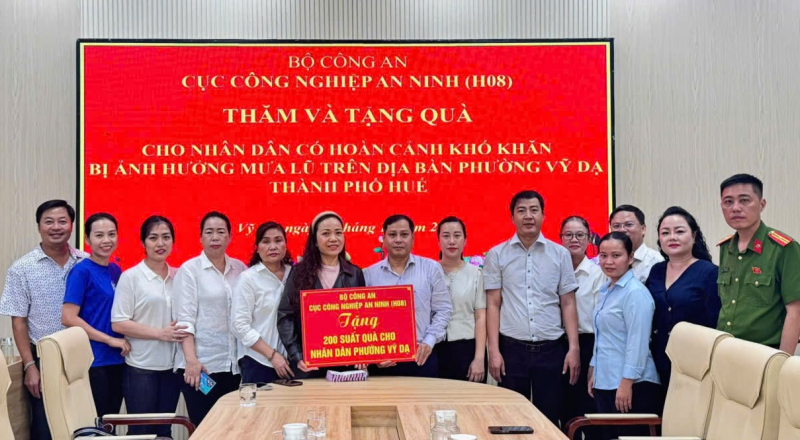 BỘ CÔNG AN
CỤC CÔNG NGHIỆP AN NINH (H08)
THĂM VÀ TẶNG QUÀ
CHO NHÂN DÂN CÓ HOÀN CẢNH KHÓ KHĂN
BỊ ẢNH HƯỞNG MƯA LŨ TRÊN ĐỊA BÀN PHƯỜNG VỸ DẠ
THÀNH PHỐ HUẾ
BỘ CÔNG AN
CỤC CÔNG NGHIỆP AN NINH (H08)
Tặng
200 SUẤT QUÀ CHO
NHÂN DÂN PHƯỜNG VỸ DẠ